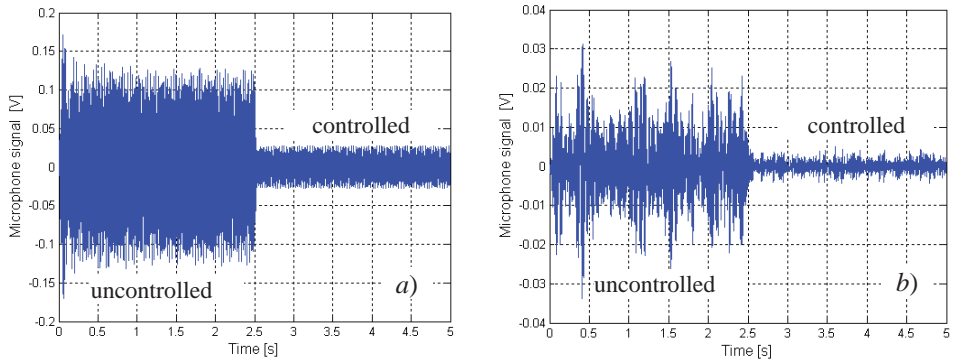 0.2
0.15
0.1
0.05
0
-0.05
-0.1
-0.15
-0.2
Microphone signal [V]
controlled
uncontrolled
a)
0 0.5 1 1.5 2 2.5 3 3.5 4 4.5 5
Time [s]
0.04
0.03
0.02
0.01
0
-0.01
-0.02
-0.03
-0.04
Microphone signal [V]
controlled
uncontrolled
b)
0 0.5 1 1.5 2 2.5 3 3.5 4 4.5 5
Time [s]